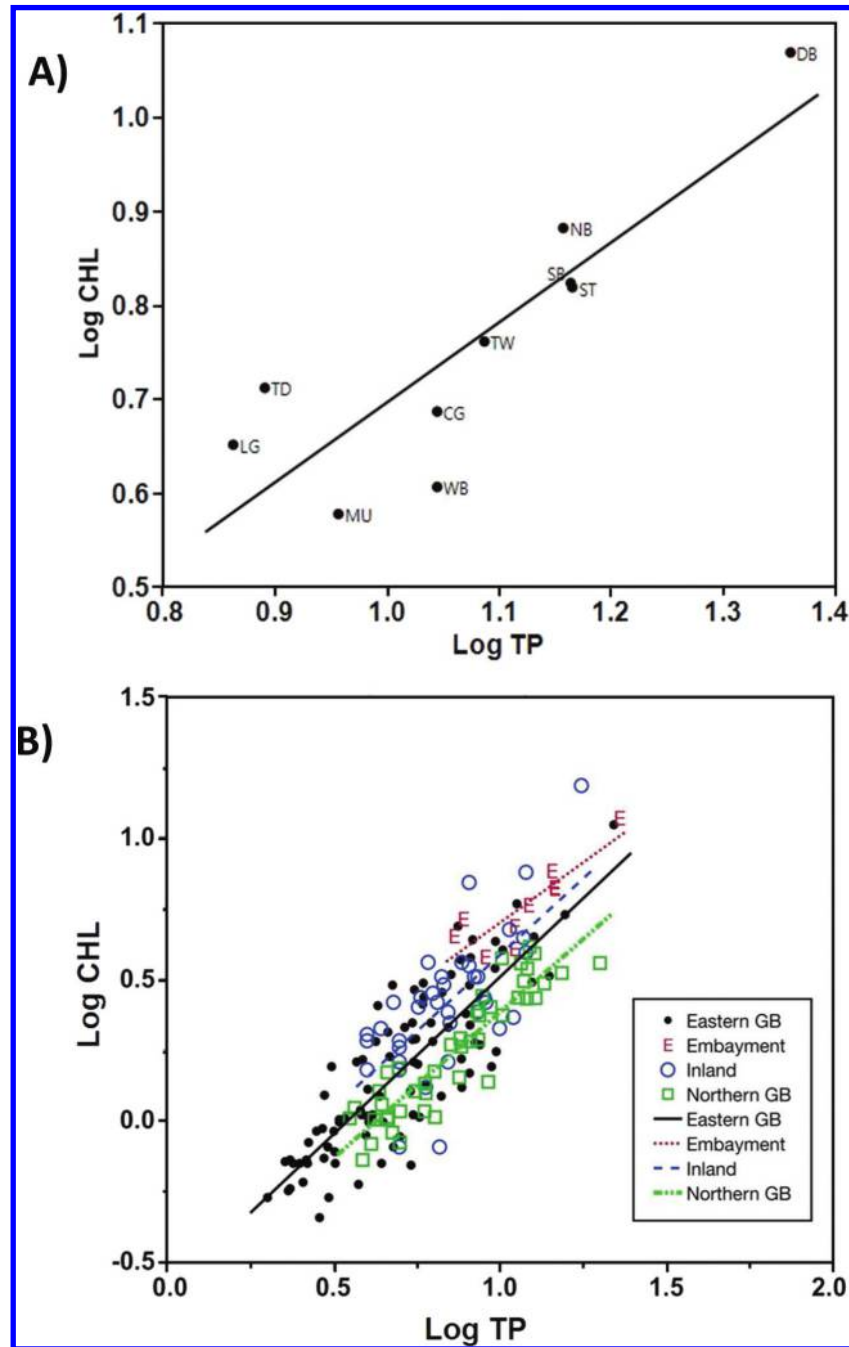 A)
1.1
1.0
0.9
0.8
0.7
0.6
0.5
Log CHL
DB
NB
SB
ST
TW
TD
CG
LG
WB
MU
0.8 0.9 1.0 1.1 1.2 1.3 1.4
Log TP
B)
1.5
1.0
0.5
0.0
-0.5
Log CHL
E
E
E
E
E
E
E
E
E
E
Eastern GB
E Embayment
Inland
Northern GB
Eastern GB
Embayment
Inland
Northern GB
0.0 0.5 1.0 1.5 2.0
Log TP